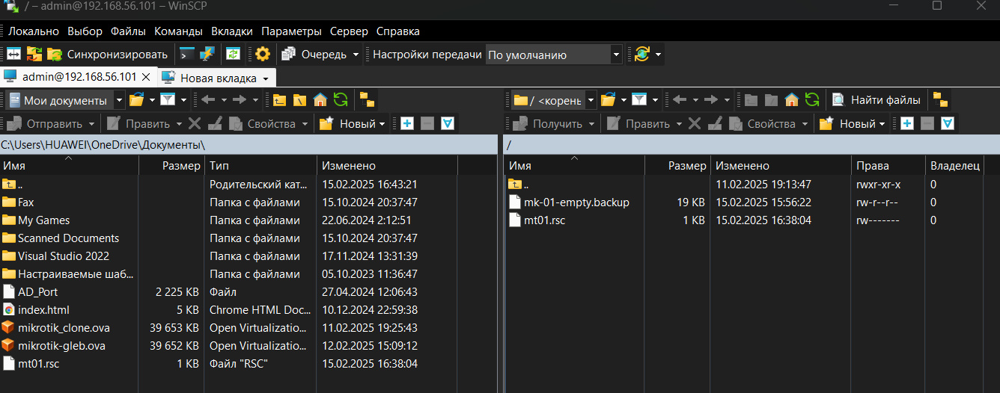 / – admin@192.168.56.101 – WinSCP
Локально Выбор Файлы Команды Вкладки Параметры Сервер Справка
Синхронизировать Очередь Настройки передачи По умолчанию
admin@192.168.56.101 Новая вкладка
Мои документы / <корень Найти файлы
Отправить Править Свойства Новый Получить Править Свойства Новый
C:\Users\HUAWEI\OneDrive\Документы\ /
Имя Размер Тип Изменено Имя Размер Изменено Права Владелец
.. Родительский кат... 15.02.2025 16:43:21 .. 11.02.2025 19:13:47 rwxr-xr-x 0
Fax Папка с файлами 15.10.2024 20:37:47 mk-01-empty.backup 19 KB 15.02.2025 15:56:22 rw-r--r-- 0
My Games Папка с файлами 22.06.2024 2:12:51 mt01.rsc 1 KB 15.02.2025 16:38:04 rw------- 0
Scanned Documents Папка с файлами 15.10.2024 20:37:47
Visual Studio 2022 Папка с файлами 17.11.2024 13:31:39
Настраиваемые шаб... Папка с файлами 05.10.2023 11:36:47
AD_Port 2 225 KB Файл 27.04.2024 12:06:43
index.html 5 KB Chrome HTML Doc... 10.12.2024 22:59:38
mikrotik_clone.ova 39 653 KB Open Virtualizatio... 11.02.2025 19:25:43
mikrotik-gleb.ova 39 652 KB Open Virtualizatio... 12.02.2025 15:09:12
mt01.rsc 1 KB Файл "RSC" 15.02.2025 16:38:04